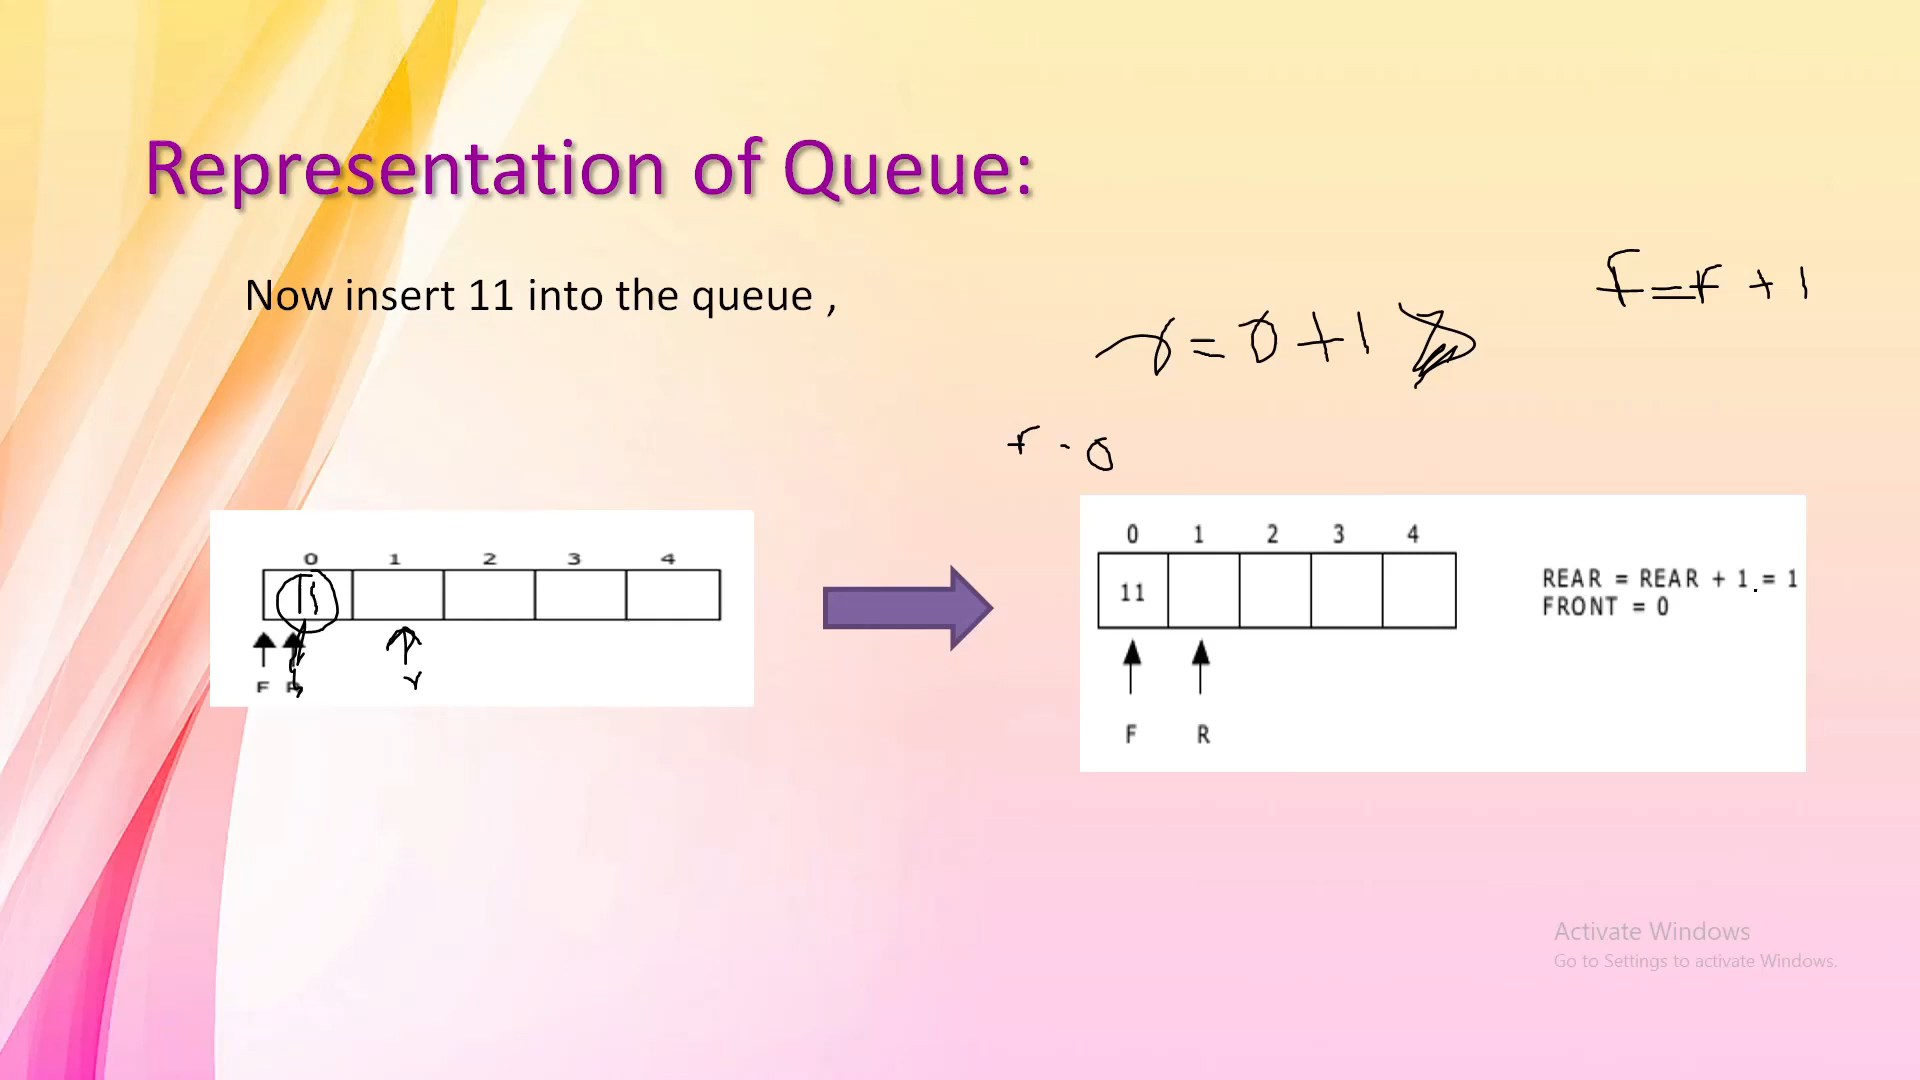 Representation of Queue:
Now insert 11 into the queue ,
F = F + 1
r = 0 + 1
F - 0
0 1 2 3 4
11
F R
r
0 1 2 3 4
11
F R
REAR = REAR + 1 = 1
FRONT = 0
Activate Windows
Go to Settings to activate Windows.